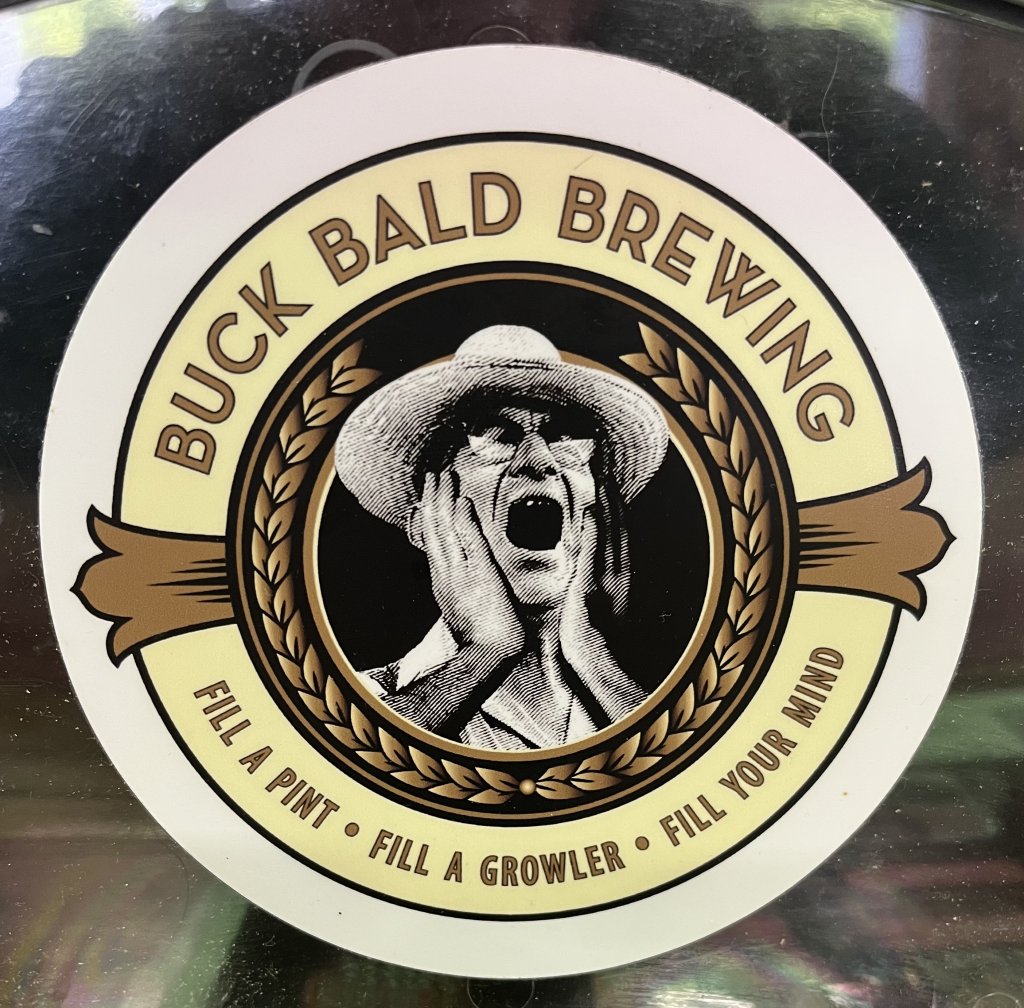 BUCK BALD BREWING
FILL A PINT • FILL A GROWLER • FILL YOUR MIND